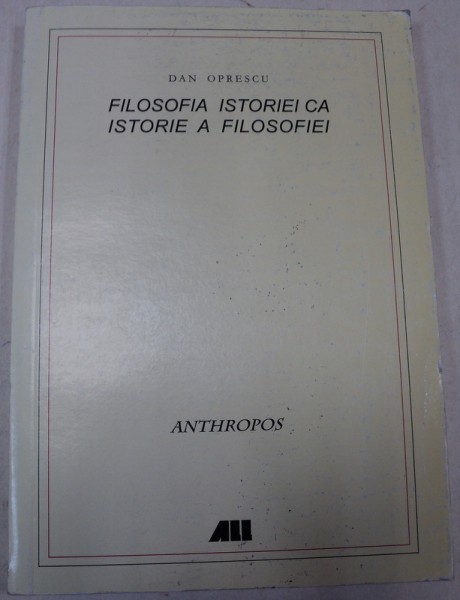 DAN OPRESCU
FILOSOFIA ISTORIEI CA
ISTORIE A FILOSOFIEI
ANTHROPOS
ALL